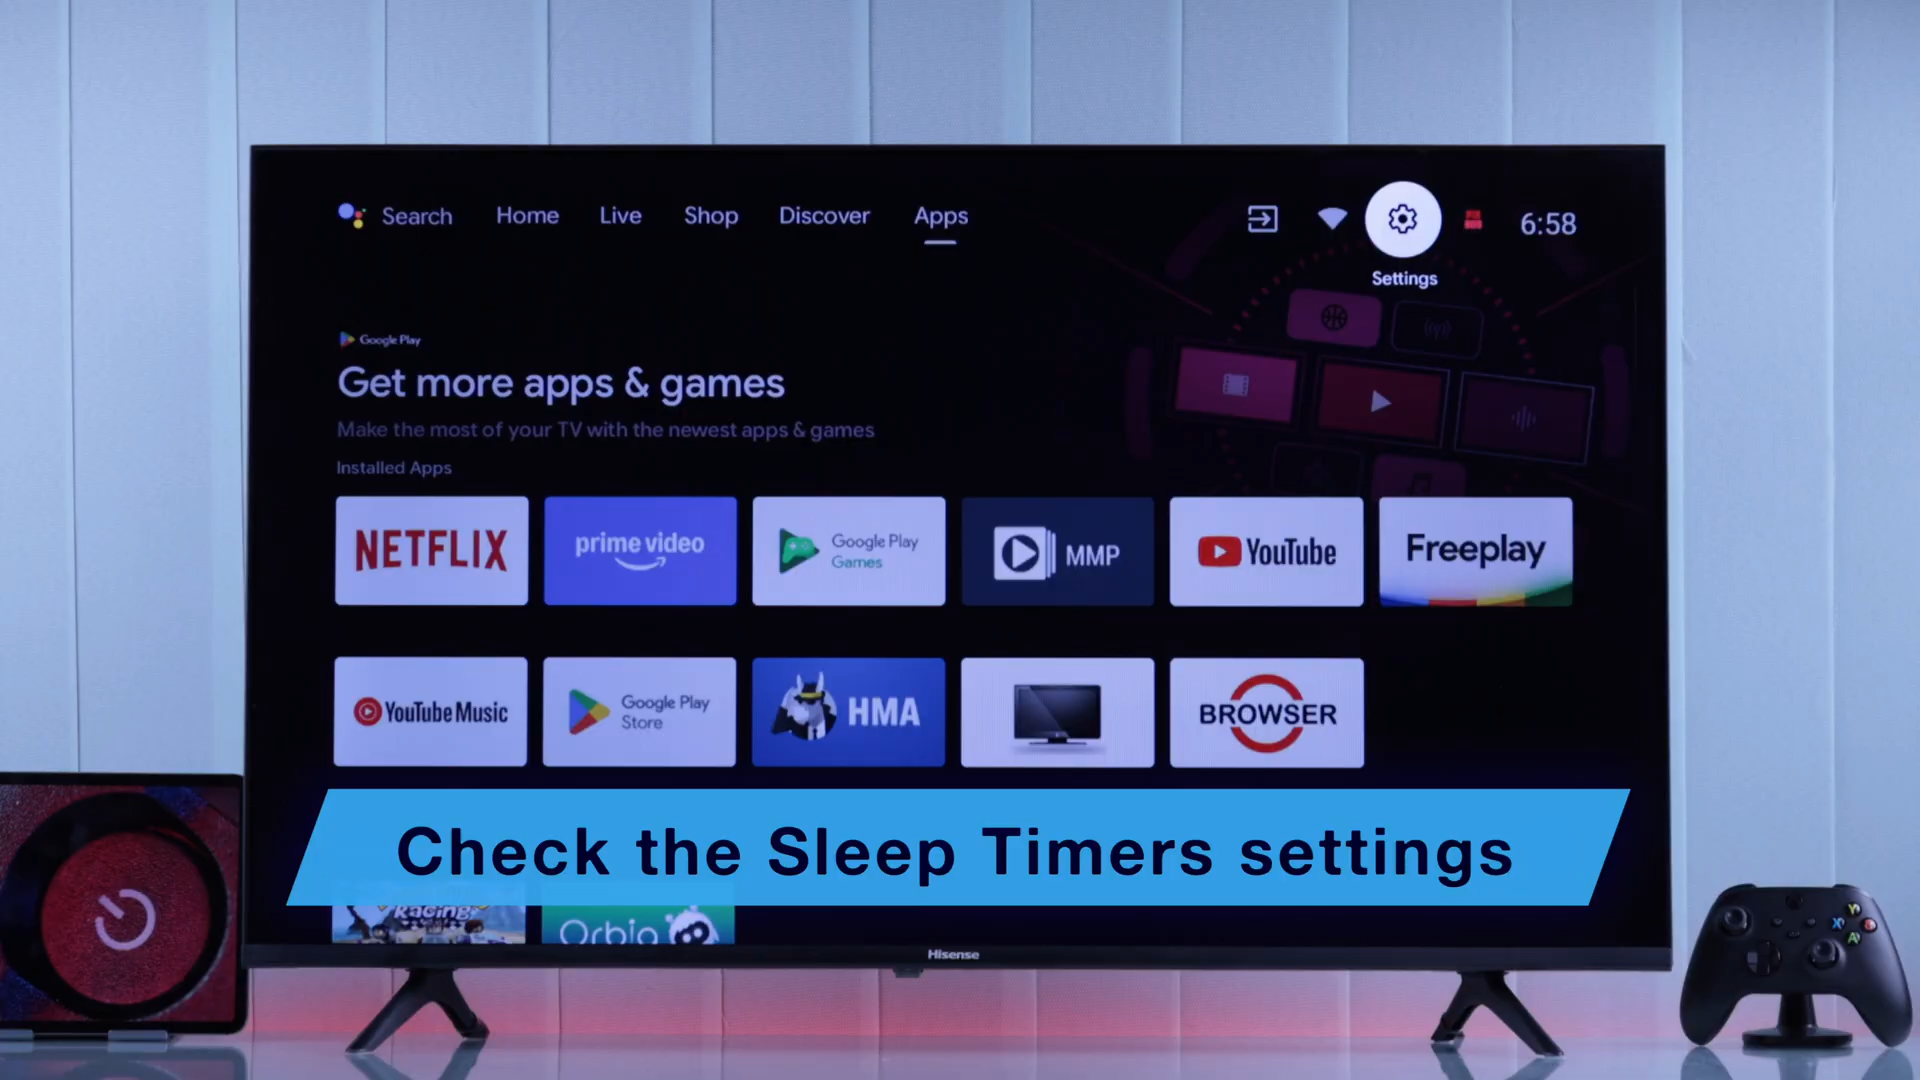 Search Home Live Shop Discover Apps 6:58
Settings
Google Play
Get more apps & games
Make the most of your TV with the newest apps & games
Installed Apps
NETFLIX
prime video
Google Play
Games
MMP
YouTube
Freeplay
YouTube Music
Google Play
Store
HMA
BROWSER
Check the Sleep Timers settings
Racing
Orbia
Hisense
Y
X
B
A